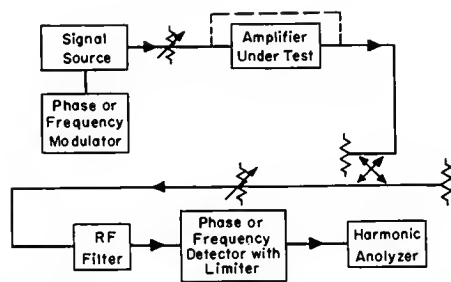 Signal
Source
Amplifier
Under Test
Phase or
Frequency
Modulator
RF
Filter
Phase or
Frequency
Detector with
Limiter
Harmonic
Analyzer